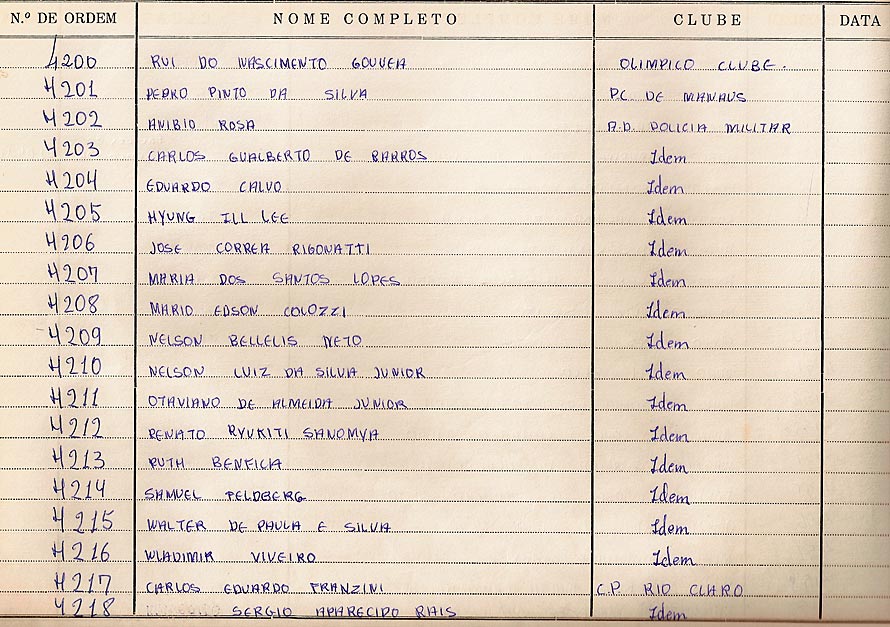 N.º DE ORDEM NOME COMPLETO CLUBE DATA
4200 RUI DO NASCIMENTO GOUVEIA OLIMPICO CLUBE.
4201 PEDRO PINTO DA SILVA P.C. DE MANAUS
4202 ANIBIO ROSA A.D. POLICIA MILITAR
4203 CARLOS GUALBERTO DE BARROS Idem
4204 EDUARDO CALVO Idem
4205 HYUNG ILL LEE Idem
4206 JOSE CORREA RIGONATTI Idem
4207 MARIA DOS SANTOS LOPES Idem
4208 MARIO EDSON COLOZZI Idem
4209 NELSON BELLELIS NETO Idem
4210 NELSON LUIZ DA SILVA JUNIOR Idem
4211 OTAVIANO DE ALMEIDA JUNIOR Idem
4212 RENATO RYUKITI SANOMYA Idem
4213 RUTH BENFICIA Idem
4214 SAMUEL FELDBERG Idem
4215 WALTER DE PAULA E SILVA Idem
4216 WLADIMIR VIVEIRO Idem
4217 CARLOS EDUARDO FRANZINI C.P. RIO CLARO
4218 SERGIO APARECIDO RAIS Idem